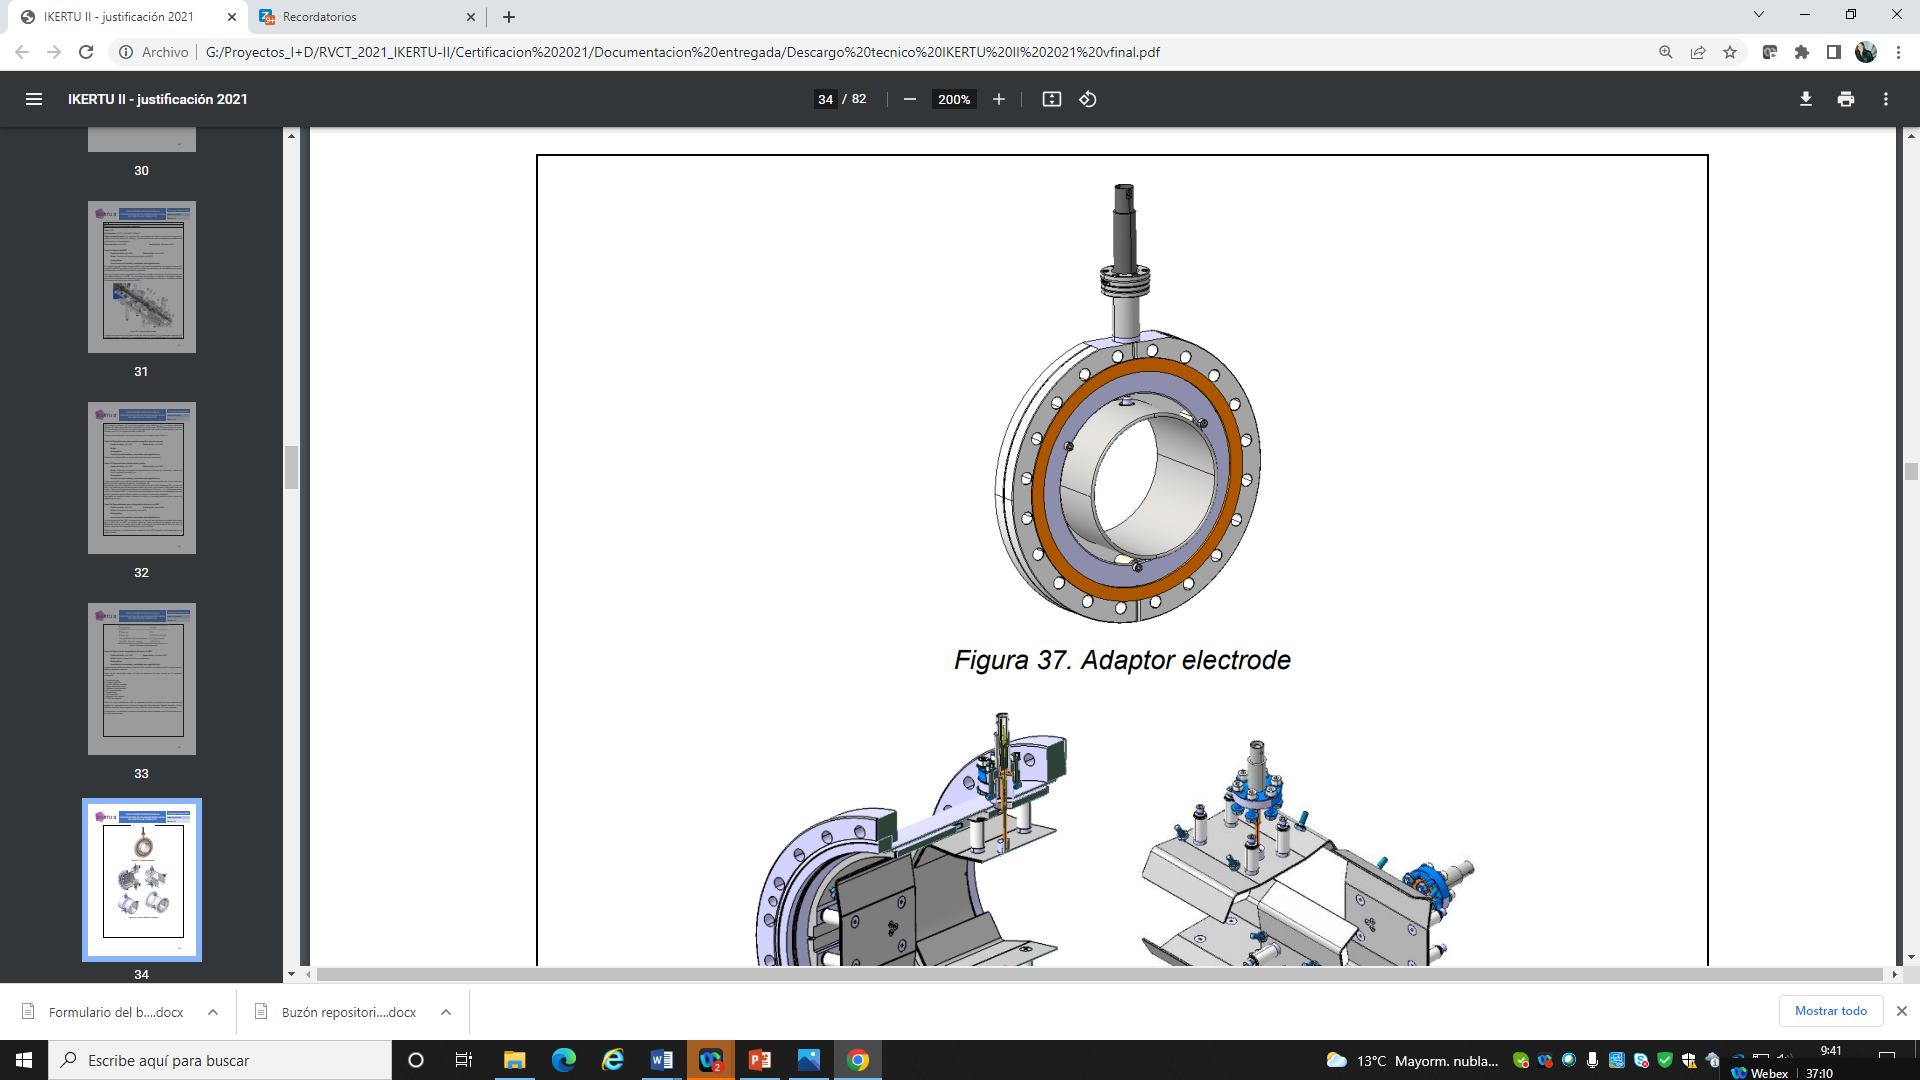 IKERTU II - justificación 2021
Recordatorios
Archivo
G:/Proyectos_I+D/RVCT_2021_IKERTU-II/Certificacion%202021/Documentacion%20entregada/Descargo%20tecnico%20IKERTU%20II%202021%20vfinal.pdf
IKERTU II - justificación 2021
34 / 82
200%
30
31
32
33
34
Figura 37. Adaptor electrode
Formulario del b....docx
Buzón repositori....docx
Mostrar todo
Escribe aquí para buscar
13°C Mayorm. nubla...
9:41
Webex
37:10